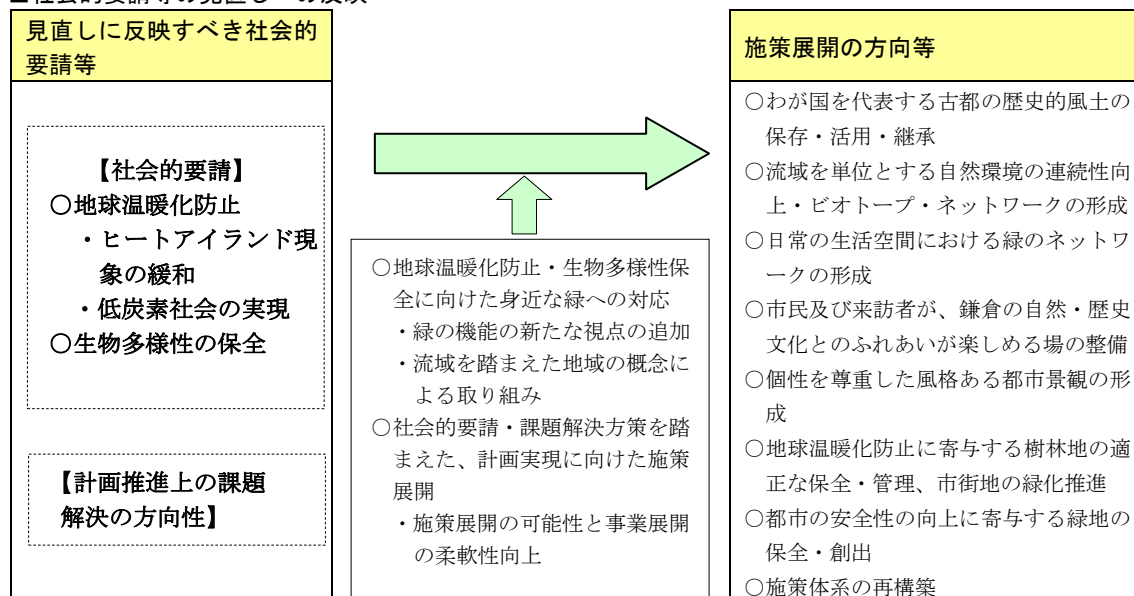 見直しに反映すべき社会的
要請等
【社会的要請】
○地球温暖化防止
・ヒートアイランド現
象の緩和
・低炭素社会の実現
○生物多様性の保全
【計画推進上の課題
解決の方向性】
○地球温暖化防止・生物多様性保
全に向けた身近な緑への対応
・緑の機能の新たな視点の追加
・流域を踏まえた地域の概念に
よる取り組み
○社会的要請・課題解決方策を踏
まえた、計画実現に向けた施策
展開
・施策展開の可能性と事業展開
の柔軟性向上
施策展開の方向等
○わが国を代表する古都の歴史的風土の
保存・活用・継承
○流域を単位とする自然環境の連続性向
上・ビオトープ・ネットワークの形成
○日常の生活空間における緑のネットワ
ークの形成
○市民及び来訪者が、鎌倉の自然・歴史
文化とのふれあいが楽しめる場の整備
○個性を尊重した風格ある都市景観の形
成
○地球温暖化防止に寄与する樹林地の適
正な保全・管理、市街地の緑化推進
○都市の安全性の向上に寄与する緑地の
保全・創出
○施策体系の再構築